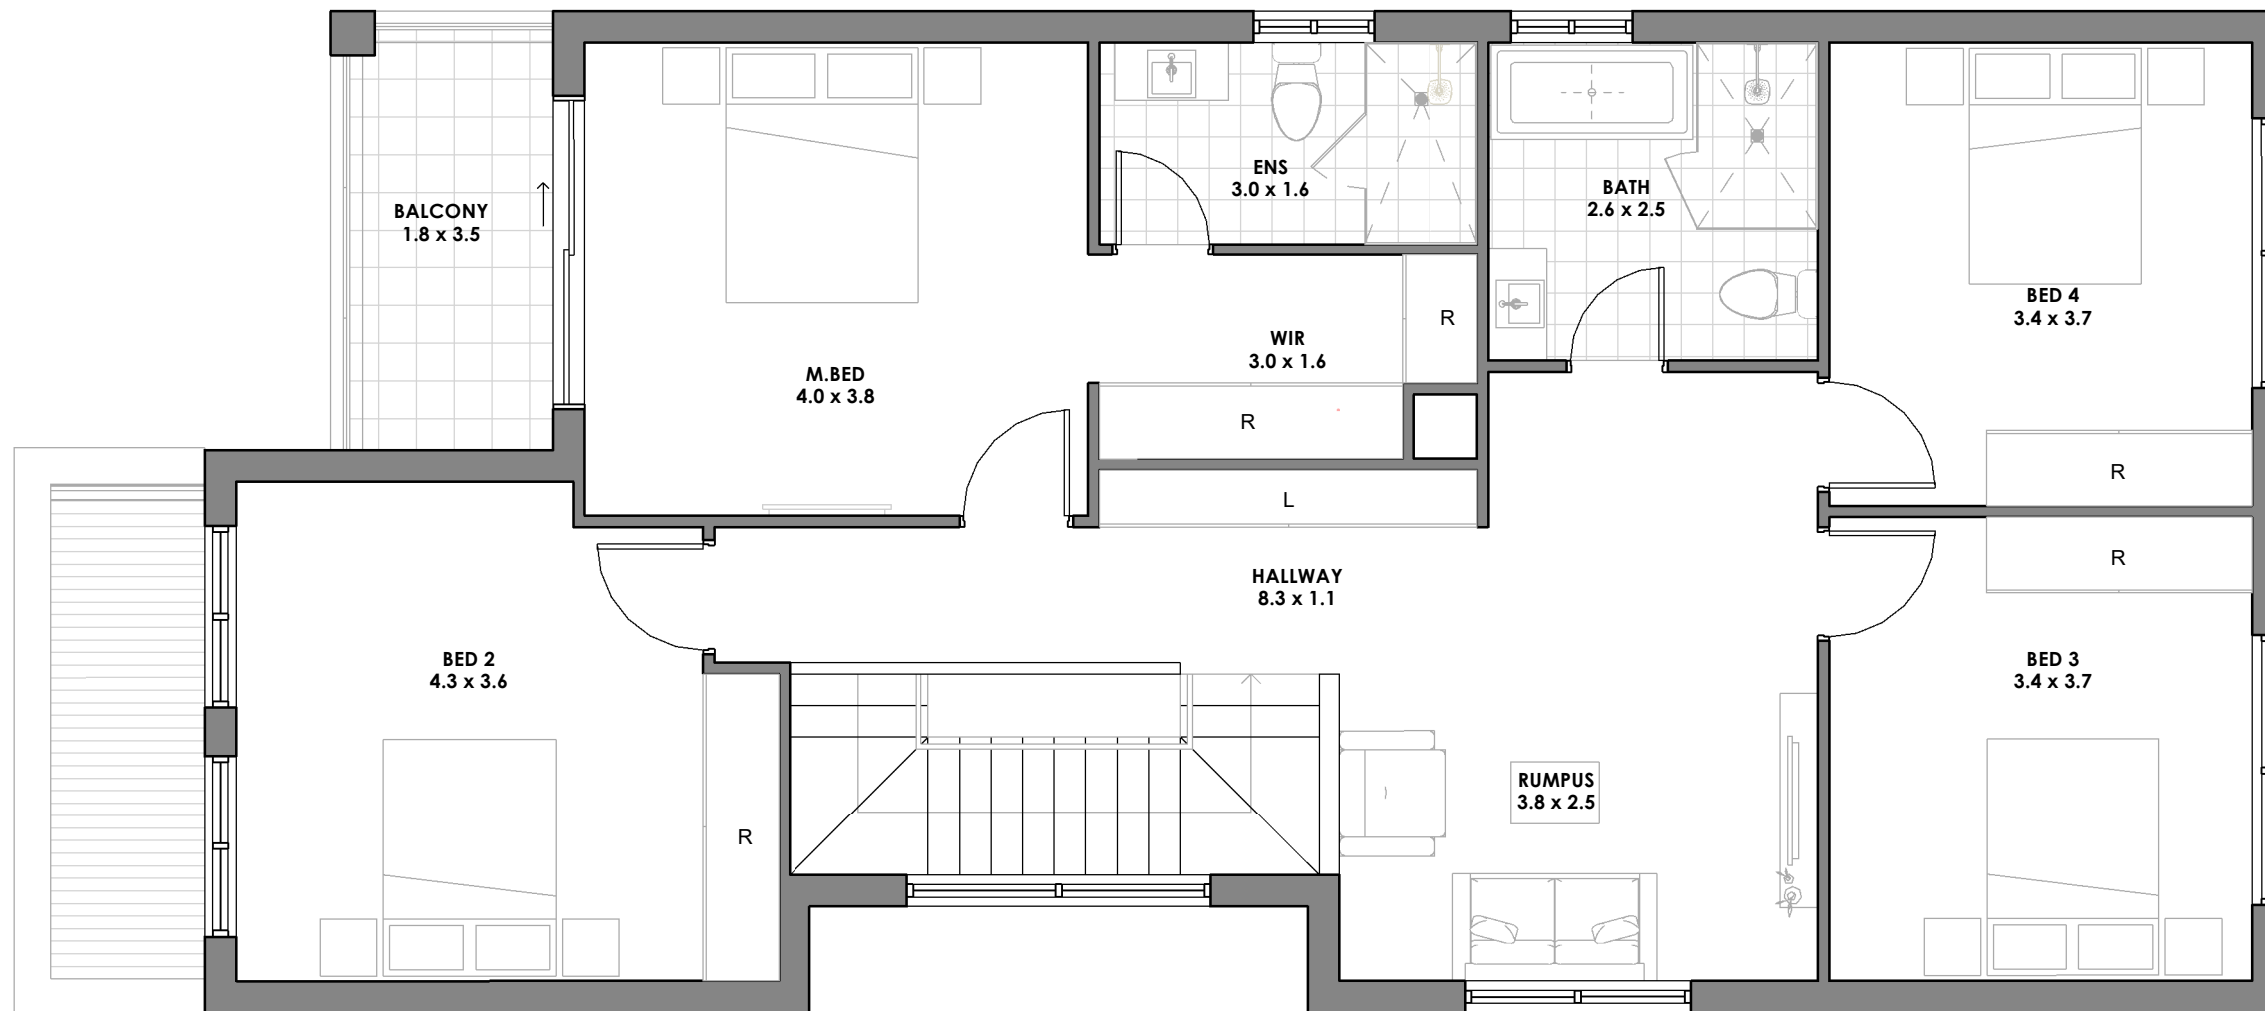 ENS
3.0 x 1.6
BATH
2.6 x 2.5
BALCONY
1.8 x 3.5
BED 4
3.4 x 3.7
R
WIR
3.0 x 1.6
M.BED
4.0 x 3.8
R
R
L
R
HALLWAY
8.3 x 1.1
BED 2
4.3 x 3.6
BED 3
3.4 x 3.7
RUMPUS
3.8 x 2.5
R